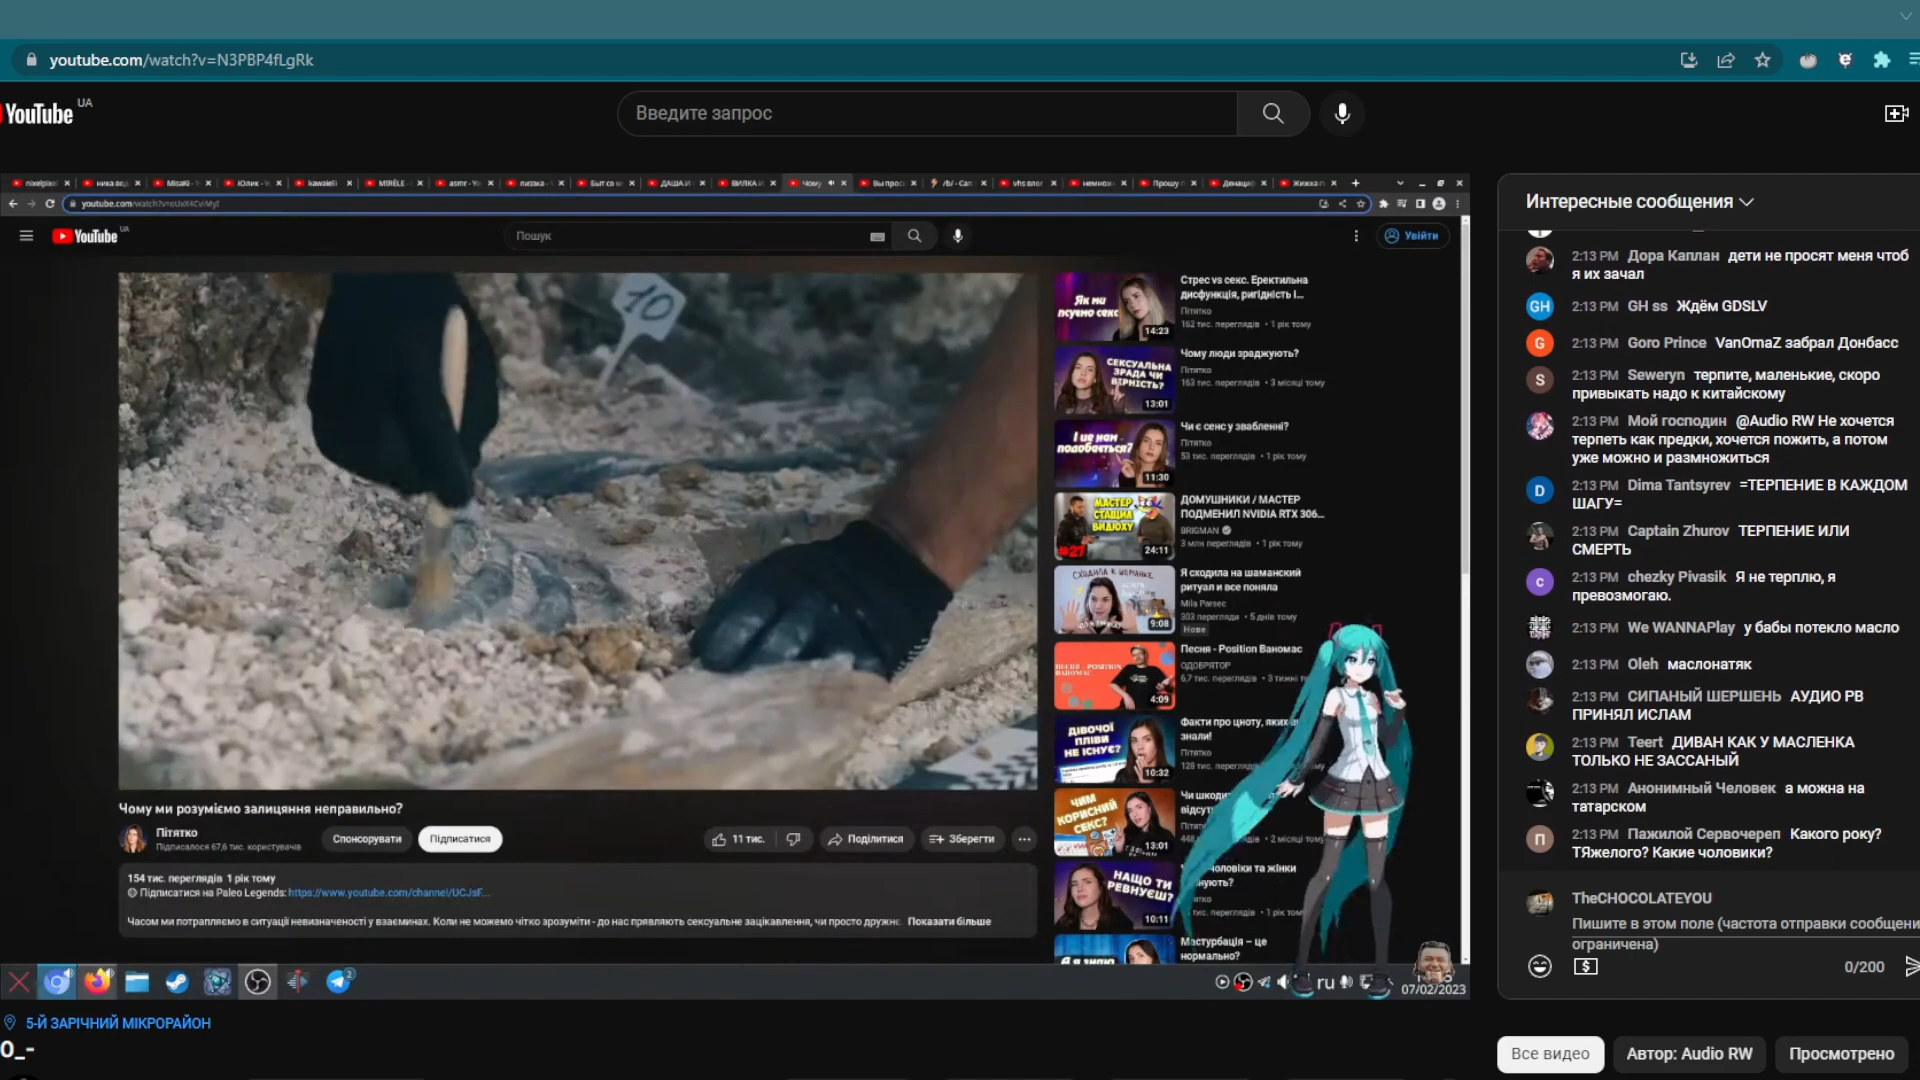 youtube.com/watch?v=N3PBP4fLgRk
YouTube UA
Введите запрос
youtube.com/watch?v=
YouTube UA
Пошук
Увійти
10
Чому ми розуміємо залицяння неправильно?
Пітятко
Підписалося 67,6 тис. користувачів
Спонсорувати
Підписатися
11 тис.
Поділитися
Зберегти
154 тис. переглядів 1 рік тому
Підписатися на Paleo Legends: https://www.youtube.com/channel/UCJsF...
Часом ми потрапляємо в ситуації невизначеності у взаєминах. Коли не можемо чітко зрозуміти - до нас проявляють сексуальне зацікавлення, чи просто дружнє Показати більше
Як ми псуємо секс
14:23
Стрес vs секс. Еректильна
дисфункція, ригідність і...
Пітятко
162 тис. переглядів • 1 рік тому
СЕКСУАЛЬНА
ЗРАДА ЧИ
ВІРНІСТЬ?
13:01
Чому люди зраджують?
Пітятко
163 тис. переглядів • 3 місяці тому
І це нам -
подобається?
11:30
Чи є сенс у звабленні?
Пітятко
53 тис. переглядів • 1 рік тому
МАСТЕР
СТАЩИЛ
ВИДЮХУ
#27
24:11
ДОМУШНИКИ / МАСТЕР
ПОДМЕНИЛ NVIDIA RTX 306...
BRIGMAN
3 млн переглядів • 1 рік тому
СХОДИЛА К ШАМАНКЕ
9:08
Я сходила на шаманский
ритуал и все поняла
Mila Parsec
303 перегляди • 5 днів тому
Нове
ПЕСНЯ - POSITION
ВАНОМАС
4:09
Песня - Position Ваномас
ОДОБРЯТОР
6,7 тис. переглядів • 3 тижні
ДІВОЧОЇ
ПЛІВИ
НЕ ІСНУЄ?
10:32
Факти про цноту, яких
знали!
Пітятко
128 тис. переглядів
ЧИМ
КОРИСНИЙ
СЕКС?
13:01
Чи
• 2 місяці тому
НАЩО ТИ
РЕВНУЄШ?
10:11
чоловіки та жінки
тис. переглядів • 1 рік тому
Мастурбація – це
нормально?
ru
07/02/2023
Интересные сообщения
2:13 PM Дора Каплан дети не просят меня чтоб
я их зачал
GH 2:13 PM GH ss Ждём GDSLV
G 2:13 PM Goro Prince VanOmaZ забрал Донбасс
S 2:13 PM Seweryn терпите, маленькие, скоро
привыкать надо к китайскому
2:13 PM Мой господин @Audio RW Не хочется
терпеть как предки, хочется пожить, а потом
уже можно и размножиться
D 2:13 PM Dima Tantsyrev =ТЕРПЕНИЕ В КАЖДОМ
ШАГУ=
2:13 PM Captain Zhurov ТЕРПЕНИЕ ИЛИ
СМЕРТЬ
c 2:13 PM chezky Pivasik Я не терплю, я
превозмогаю.
2:13 PM We WANNAPlay у бабы потекло масло
2:13 PM Oleh маслонатяк
2:13 PM СИПАНЫЙ ШЕРШЕНЬ АУДИО РВ
ПРИНЯЛ ИСЛАМ
2:13 PM Teert ДИВАН КАК У МАСЛЕНКА
ТОЛЬКО НЕ ЗАССАНЫЙ
2:13 PM Анонимный Человек а можна на
татарском
П 2:13 PM Пажилой Сервочереп Какого року?
ТЯжелого? Какие чоловики?
TheCHOCOLATEYOU
Пишите в этом поле (частота отправки сообщени
ограничена)
0/200
5-Й ЗАРІЧНИЙ МІКРОРАЙОН
0_-
Все видео
Автор: Audio RW
Просмотрено